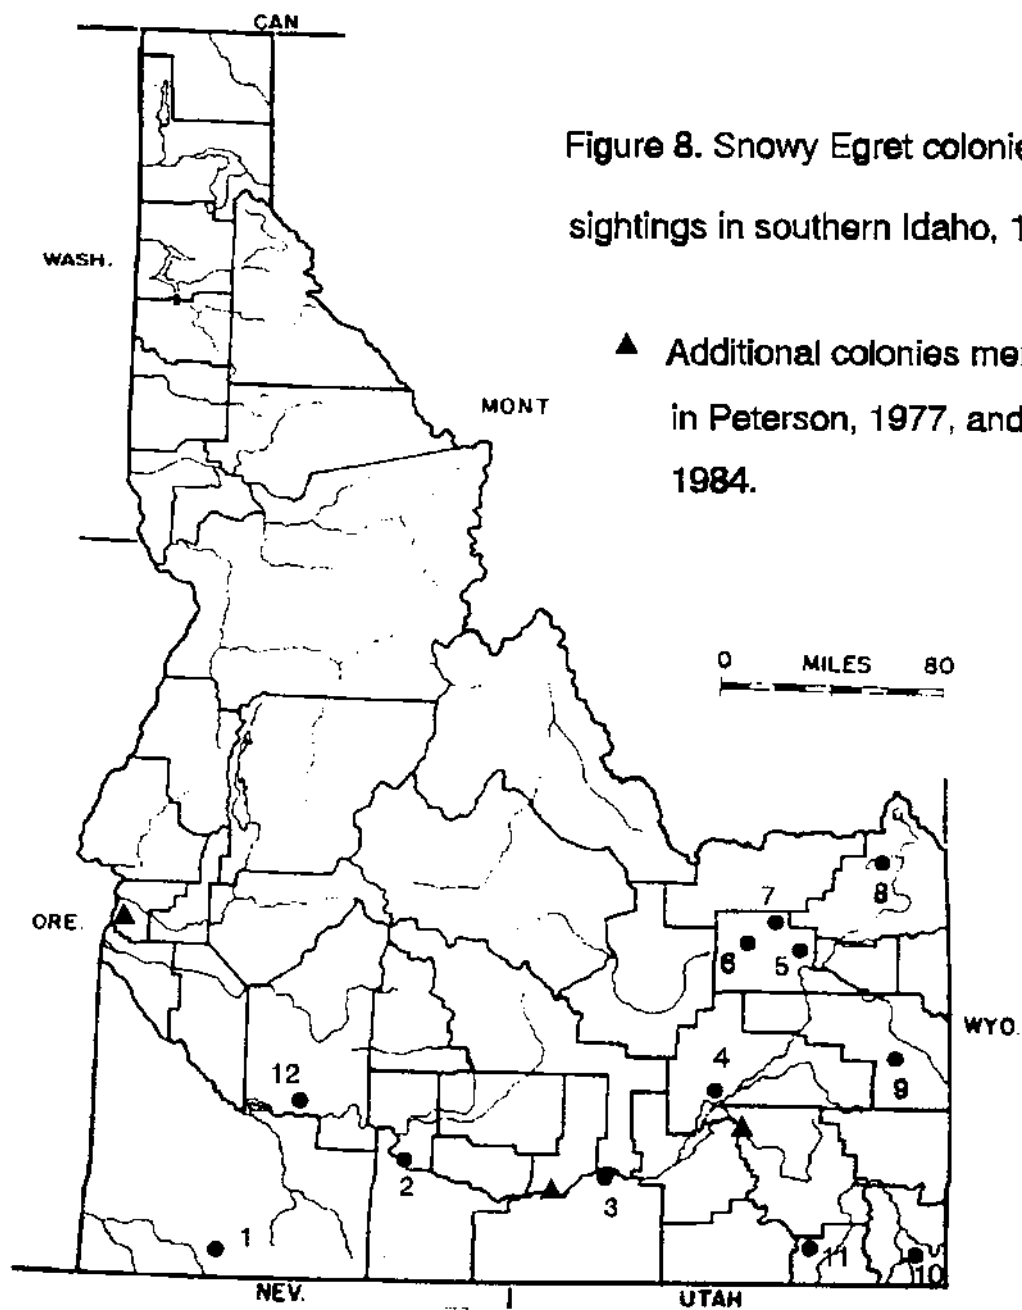 CAN
Figure 8. Snowy Egret colonie
sightings in southern Idaho, 1
WASH.
▲ Additional colonies me
MONT
in Peterson, 1977, and
1984.
0 MILES 80
7
8
ORE.
6
5
WYO.
4
12
9
2
3
1
11
10
NEV.
UTAH